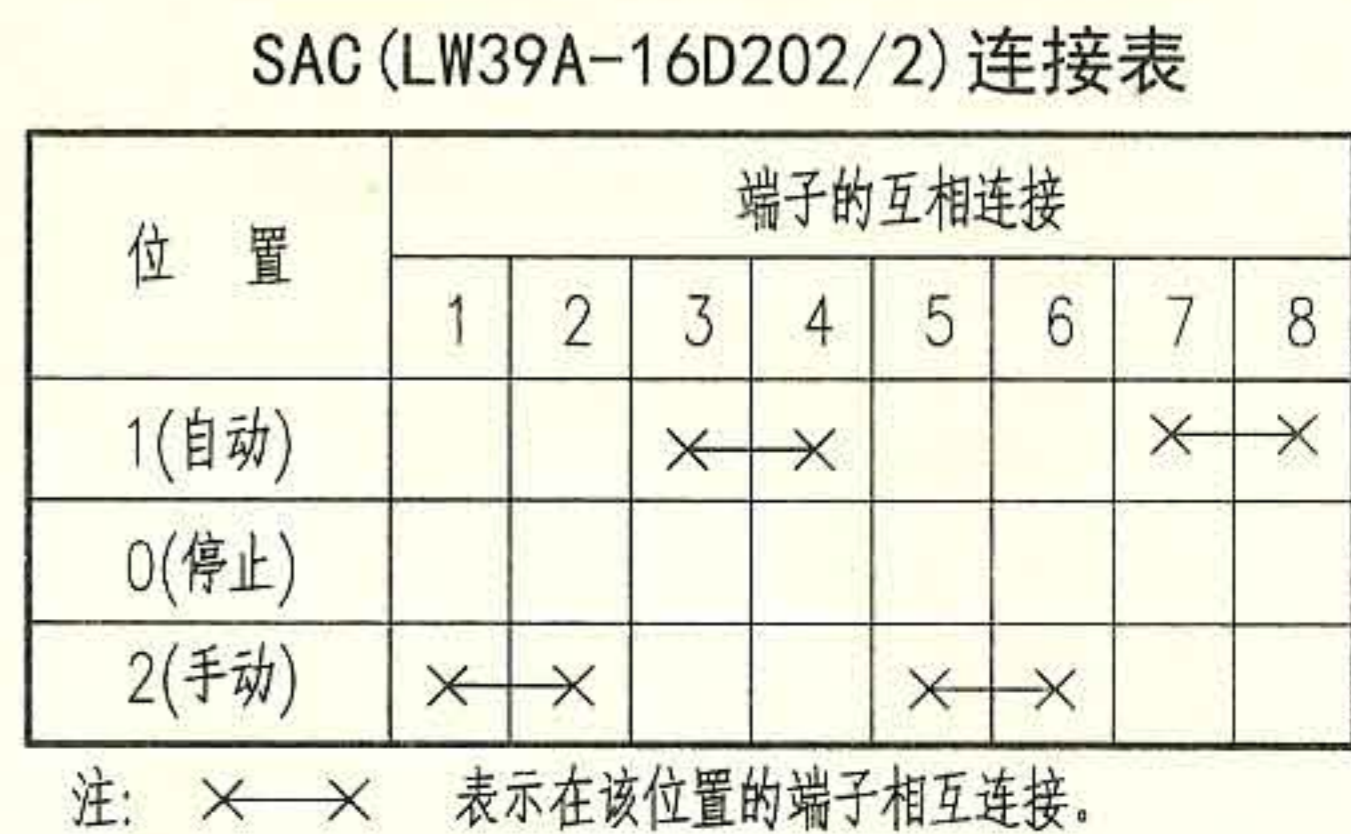 SAC(LW39A-16D202/2)连接表
位 置
端子的互相连接
1 2 3 4 5 6 7 8
1(自动)
0(停止)
2(手动)
注: ×—× 表示在该位置的端子相互连接。